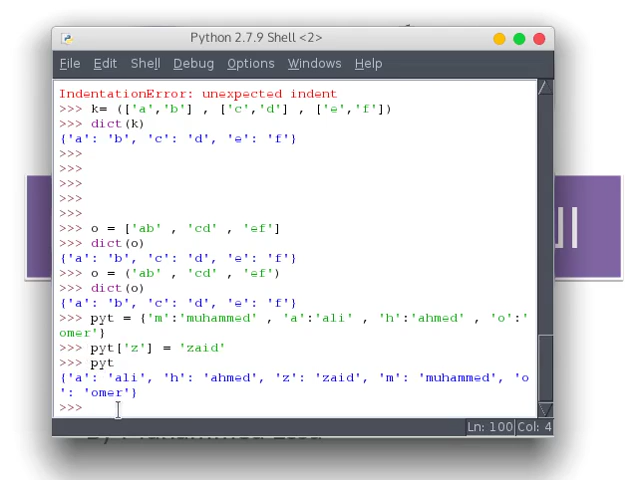 Python 2.7.9 Shell <2>
File Edit Shell Debug Options Windows Help
IndentationError: unexpected indent
>>> k= (['a','b'] , ['c','d'] , ['e','f'])
>>> dict(k)
{'a': 'b', 'c': 'd', 'e': 'f'}
>>>
>>>
>>>
>>>
>>>
>>> o = ['ab' , 'cd' , 'ef']
>>> dict(o)
{'a': 'b', 'c': 'd', 'e': 'f'}
>>> o = ('ab' , 'cd' , 'ef')
>>> dict(o)
{'a': 'b', 'c': 'd', 'e': 'f'}
>>> pyt = {'m':'muhammed' , 'a':'ali' , 'h':'ahmed' , 'o':'
omer'}
>>> pyt['z'] = 'zaid'
>>> pyt
{'a': 'ali', 'h': 'ahmed', 'z': 'zaid', 'm': 'muhammed', 'o
': 'omer'}
>>>
Ln: 100 Col: 4